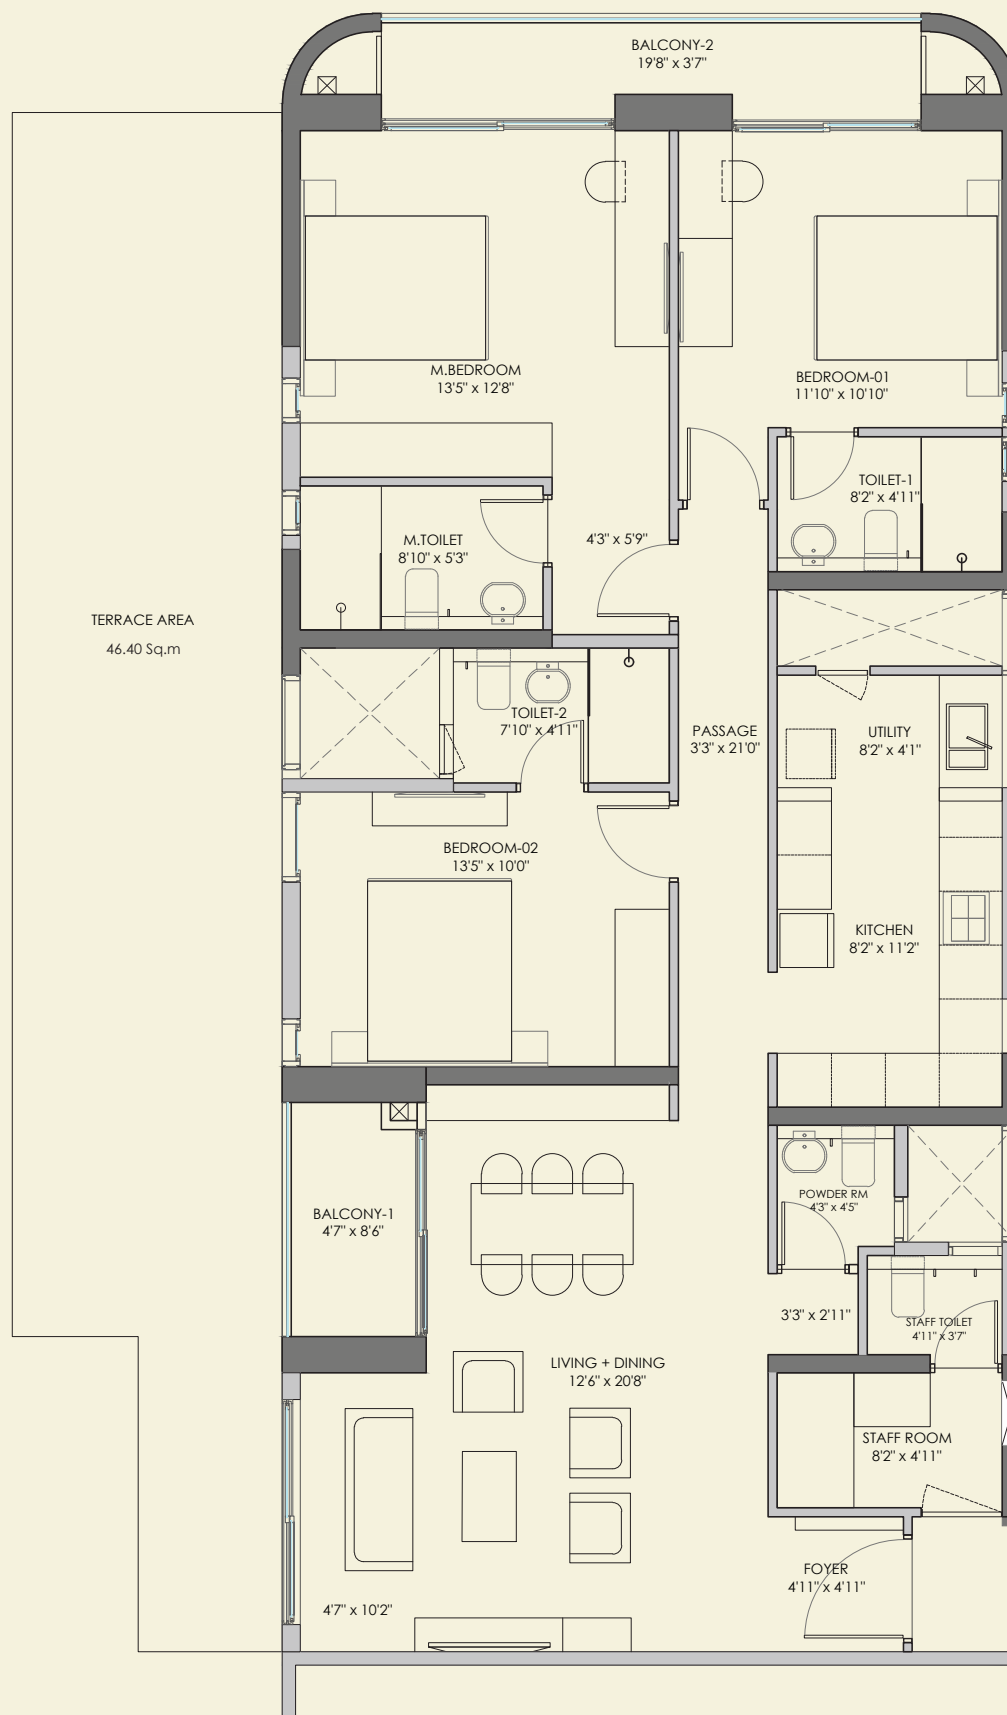 BALCONY-2
19'8" x 3'7"
M.BEDROOM
13'5" x 12'8"
BEDROOM-01
11'10" x 10'10"
TOILET-1
8'2" x 4'11"
M.TOILET
8'10" x 5'3"
4'3" x 5'9"
TERRACE AREA
46.40 Sq.m
TOILET-2
7'10" x 4'11"
PASSAGE
3'3" x 21'0"
UTILITY
8'2" x 4'1"
BEDROOM-02
13'5" x 10'0"
KITCHEN
8'2" x 11'2"
POWDER RM
4'3" x 4'5"
BALCONY-1
4'7" x 8'6"
3'3" x 2'11"
STAFF TOILET
4'11" x 3'7"
LIVING + DINING
12'6" x 20'8"
STAFF ROOM
8'2" x 4'11"
FOYER
4'11" x 4'11"
4'7" x 10'2"